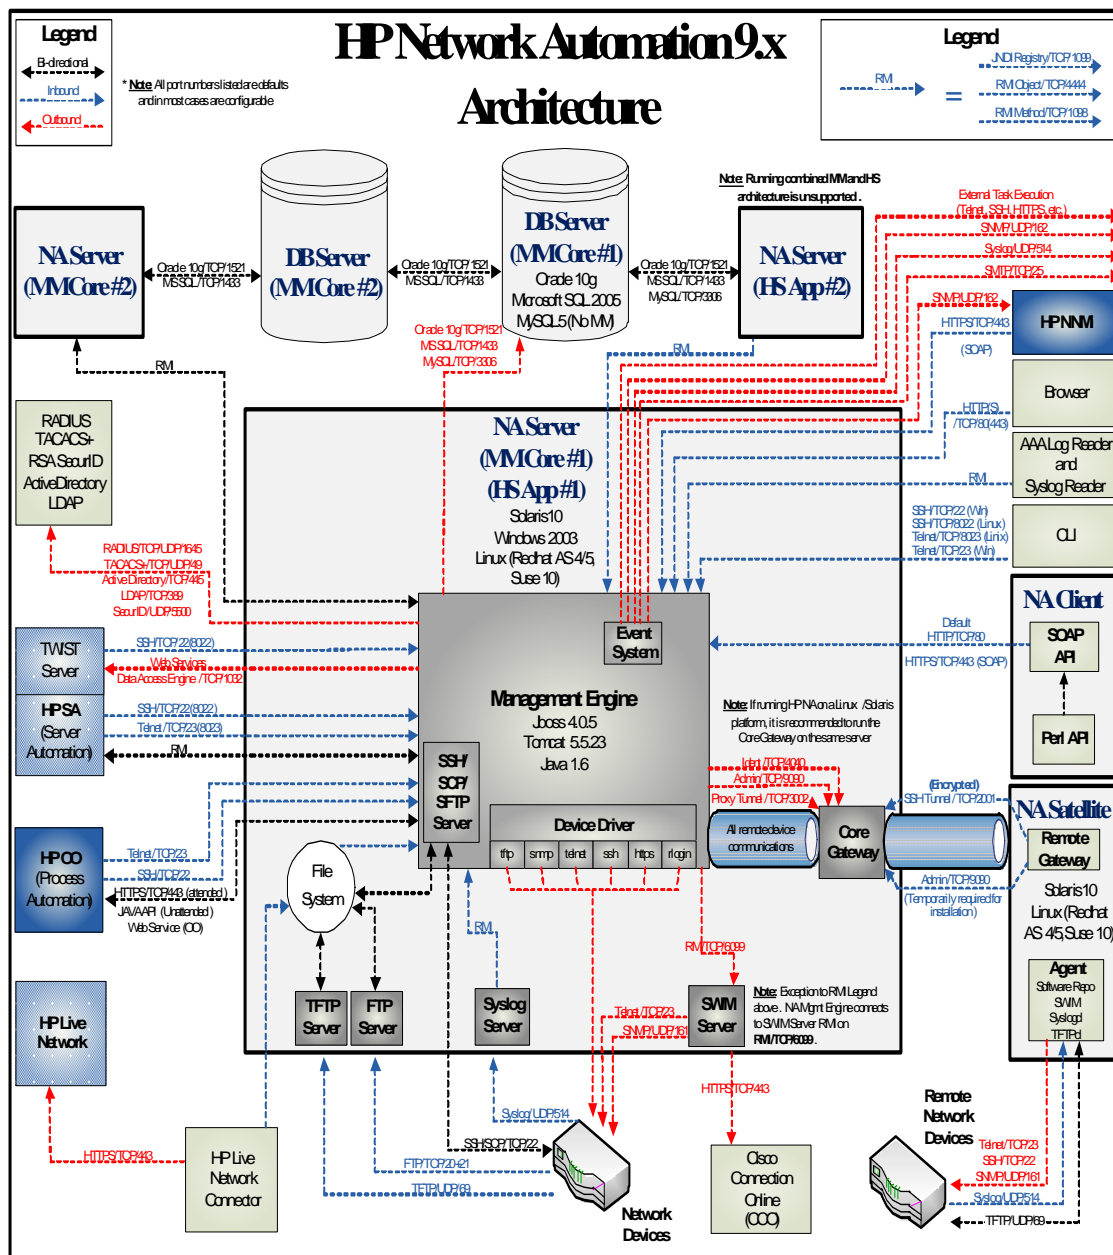 Legend
Bi-directional
Inbound
Outbound
* Note: All port numbers listed are defaults
and in most cases are configurable
HP Network Automation 9.x
Architecture
Legend
RMI
=
JNDI Registry/TCP/1099
RMI Object/TCP/4444
RMI Method/TCP/1098
Note: Running combined MM and HS
architecture is unsupported.
NA Server
(MM Core #2)
Oracle 10g/TCP/1521
MSSQL/TCP/1433
DB Server
(MM Core #2)
Oracle 10g/TCP/1521
MSSQL/TCP/1433
DB Server
(MM Core #1)
Oracle 10g
Microsoft SQL 2005
MySQL 5 (No MM)
Oracle 10g/TCP/1521
MSSQL/TCP/1433
MySQL/TCP/3306
NA Server
(HS App #2)
External Task Execution
(Telnet, SSH, HTTPS, etc.)
SNMP/UDP/162
Syslog/UDP/514
SMTP/TCP/25
SNMP/UDP/162
HTTPS/TCP/443
(SOAP)
HP NNM
Oracle 10g/TCP/1521
MSSQL/TCP/1433
MySQL/TCP/3306
RMI
RMI
Browser
HTTP(S)
/TCP/80(443)
AAA Log Reader
and
Syslog Reader
RMI
SSH/TCP/22 (Win)
SSH/TCP/8022 (Linux)
Telnet/TCP/8023 (Linix)
Telnet/TCP/23 (Win)
CLI
RADIUS
TACACS+
RSA SecurID
ActiveDirectory
LDAP
NA Server
(MM Core #1)
(HS App #1)
Solaris10
Windows 2003
Linux (Redhat AS 4/5,
Suse 10)
RADIUS/TCP/UDP/1645
TACACS+/TCP/UDP/49
Active Directory/TCP/445
LDAP/TCP/389
SecurID/UDP/5500
NA Client
SOAP
API
Perl API
Default
HTTP/TCP/80
HTTPS/TCP/443 (SOAP)
Event
System
TWIST
Server
SSH/TCP/22(8022)
Web Services
Data Access Engine /TCP/1032
HPSA
(Server
Automation)
SSH/TCP/22(8022)
Telnet/TCP/23(8023)
RMI
Management Engine
Jboss 4.0.5
Tomcat 5.5.23
Java 1.6
Note: If running HPNA on a Linux /Solaris
platform, it is recommended to run the
Core Gateway on the same server
SSH/
SCP/
SFTP
Server
Ident/TCP/4040
Admin/TCP/9090
Proxy Tunnel /TCP/3002
All remote device
communications
Core
Gateway
(Encrypted)
SSH Tunnel /TCP/2001
Admin/TCP/9090
(Temporarily required for
installation)
NA Satellite
Remote
Gateway
Solaris10
Linux (Redhat
AS 4/5, Suse 10)
Agent
Software Repo
SWIM
Syslogd
TFTPd
Device Driver
tftp
snmp
telnet
ssh
https
rlogin
HP OO
(Process
Automation)
Telnet/TCP/23
SSH/TCP/22
HTTPS/TCP/443 (attended)
JAVA API (Unattended)
Web Service (OO)
File
System
RMI
RMI/TCP/6099
TFTP
Server
FTP
Server
Syslog
Server
SWIM
Server
Telnet/TCP/23
SNMP/UDP/161
Note: Exception to RMI Legend
above. NA Mgmt Engine connects
to SWIM Server RMI on
RMI/TCP/6099.
HP Live
Network
HTTPS/TCP/443
HP Live
Network
Connector
SSH/SCP/TCP/22
Syslog/UDP/514
FTP/TCP/20+21
TFTP/UDP/69
Network
Devices
HTTPS/TCP/443
Cisco
Connection
Online
(CCO)
Remote
Network
Devices
Telnet/TCP/23
SSH/TCP/22
SNMP/UDP/161
Syslog/UDP/514
TFTP/UDP/69